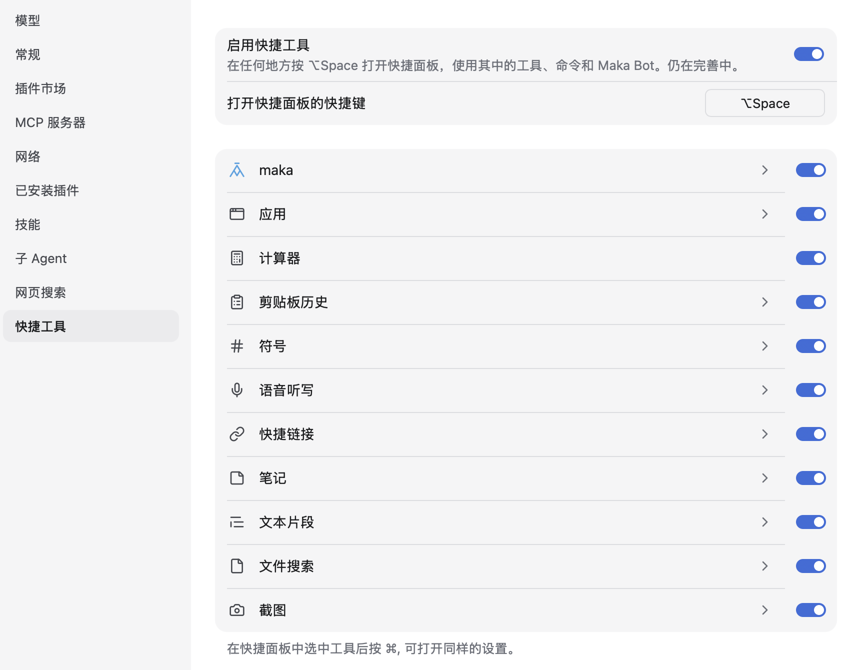 模型
常规
插件市场
MCP 服务器
网络
已安装插件
技能
子 Agent
网页搜索
快捷工具
启用快捷工具
在任何地方按 ⌥Space 打开快捷面板，使用其中的工具、命令和 Maka Bot。仍在完善中。
打开快捷面板的快捷键
⌥Space
maka
应用
计算器
剪贴板历史
符号
语音听写
快捷链接
笔记
文本片段
文件搜索
截图
在快捷面板中选中工具后按 ⌘, 可打开同样的设置。